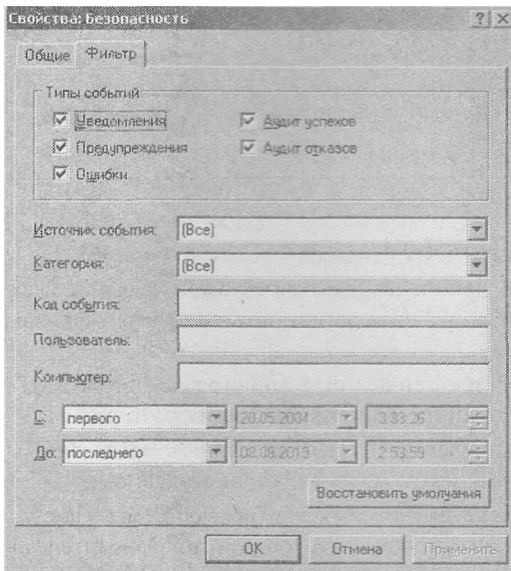 Свойства: Безопасность
Общие Фильтр
Типы событий
Уведомления Аудит успехов
Предупреждения Аудит отказов
Ошибки
Источник события: (Все)
Категория: (Все)
Код события:
Пользователь:
Компьютер:
С: первого 20.05.2004 3:33:26
До: последнего 02.08.2013 2:53:59
Восстановить умолчания
OK Отмена Применить